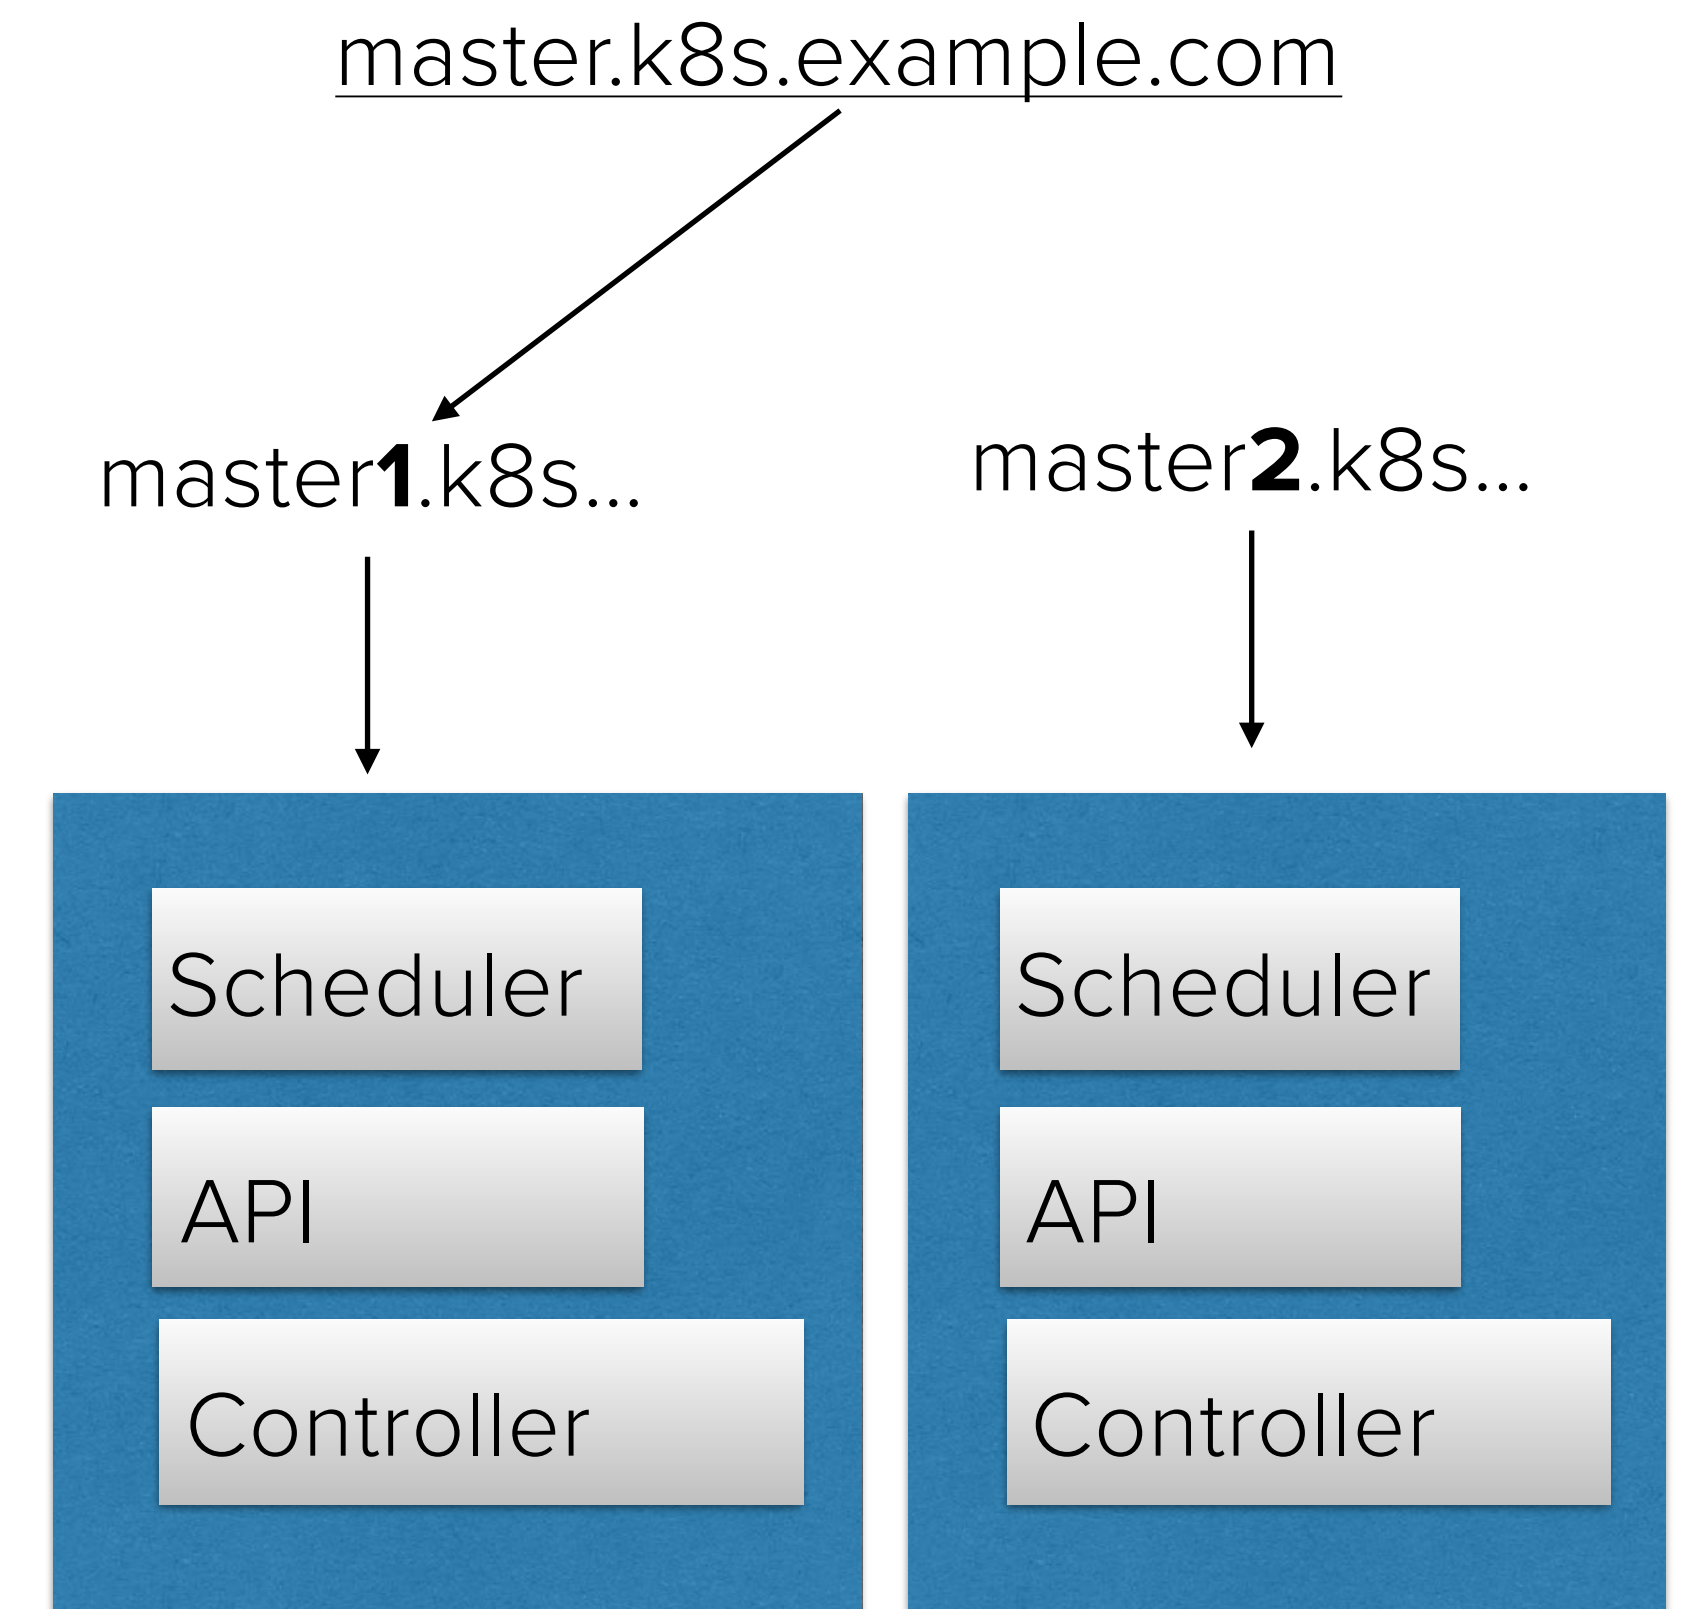 master.k8s.example.com
master1.k8s...
master2.k8s...
Scheduler
API
Controller
Scheduler
API
Controller